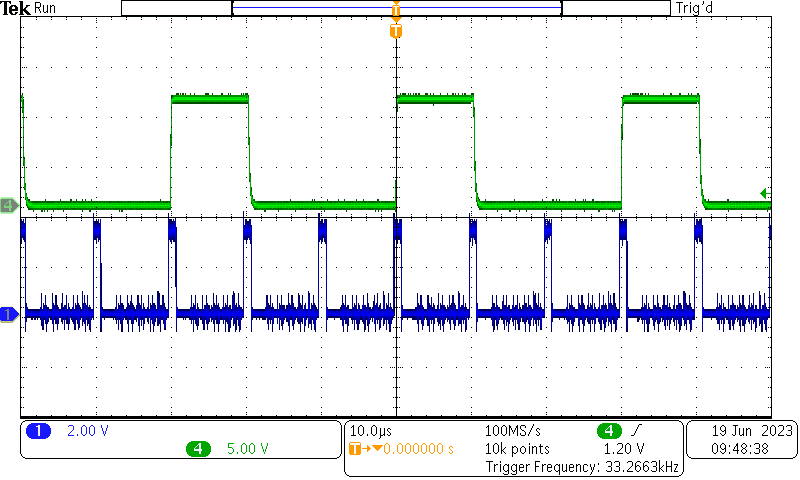 Tek Run Trig'd
T
T
4
1
1 2.00 V
4 5.00 V
10.0µs 100MS/s 4
T→▼0.000000 s 10k points 1.20 V
Trigger Frequency: 33.2663kHz
19 Jun 2023
09:48:38